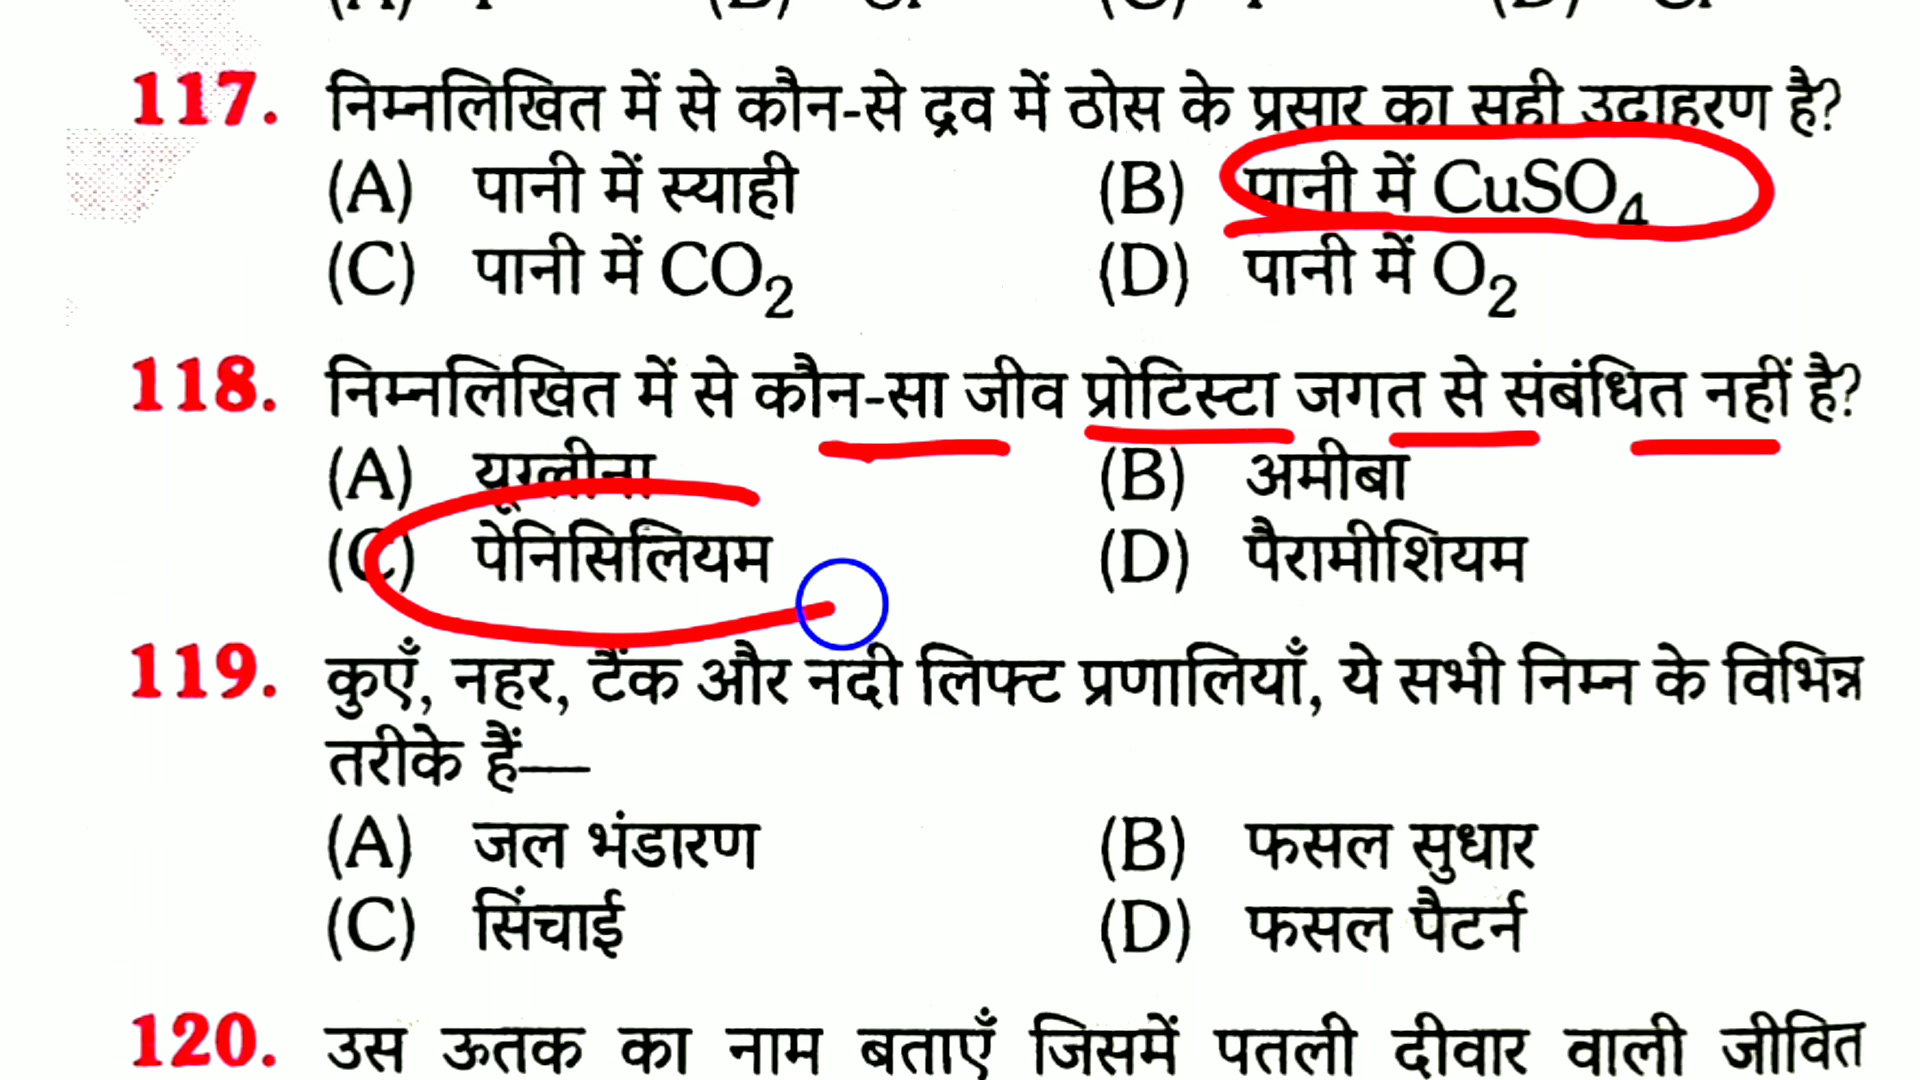 117. निम्नलिखित में से कौन-से द्रव में ठोस के प्रसार का सही उदाहरण है?
(A) पानी में स्याही (B) पानी में CuSO₄
(C) पानी में CO₂ (D) पानी में O₂
118. निम्नलिखित में से कौन-सा जीव प्रोटिस्टा जगत से संबंधित नहीं है?
(A) यूग्लीना (B) अमीबा
(C) पेनिसिलियम (D) पैरामीशियम
119. कुएँ, नहर, टैंक और नदी लिफ्ट प्रणालियाँ, ये सभी निम्न के विभिन्न
तरीके हैं—
(A) जल भंडारण (B) फसल सुधार
(C) सिंचाई (D) फसल पैटर्न
120. उस ऊतक का नाम बताएँ जिसमें पतली दीवार वाली जीवित